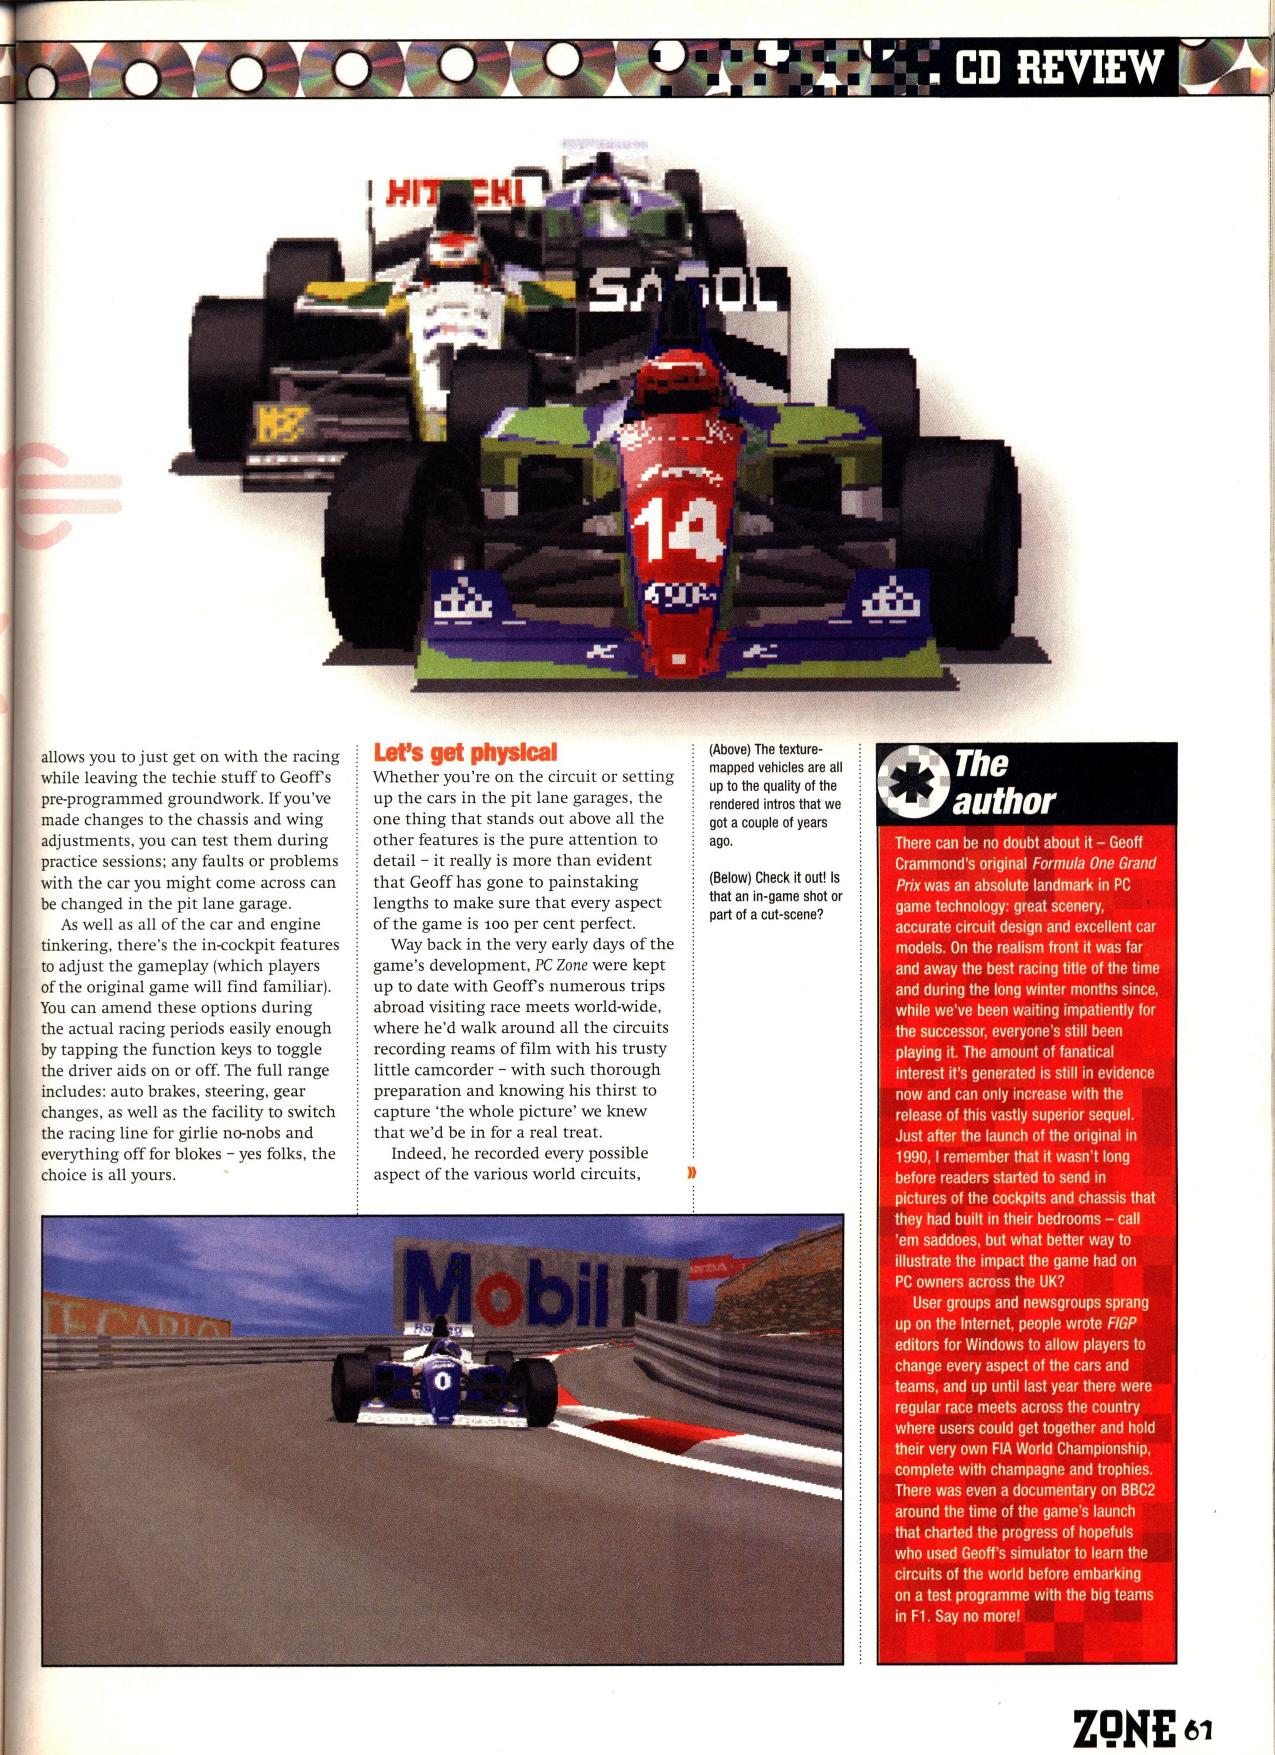 CD REVIEW
HITACHI
SASOL
14
allows you to just get on with the racing
while leaving the techie stuff to Geoff's
pre-programmed groundwork. If you've
made changes to the chassis and wing
adjustments, you can test them during
practice sessions; any faults or problems
with the car you might come across can
be changed in the pit lane garage.
As well as all of the car and engine
tinkering, there's the in-cockpit features
to adjust the gameplay (which players
of the original game will find familiar).
You can amend these options during
the actual racing periods easily enough
by tapping the function keys to toggle
the driver aids on or off. The full range
includes: auto brakes, steering, gear
changes, as well as the facility to switch
the racing line for girlie no-nobs and
everything off for blokes – yes folks, the
choice is all yours.
Let's get physical
Whether you're on the circuit or setting
up the cars in the pit lane garages, the
one thing that stands out above all the
other features is the pure attention to
detail – it really is more than evident
that Geoff has gone to painstaking
lengths to make sure that every aspect
of the game is 100 per cent perfect.
Way back in the very early days of the
game's development, PC Zone were kept
up to date with Geoff's numerous trips
abroad visiting race meets world-wide,
where he'd walk around all the circuits
recording reams of film with his trusty
little camcorder – with such thorough
preparation and knowing his thirst to
capture 'the whole picture' we knew
that we'd be in for a real treat.
Indeed, he recorded every possible
aspect of the various world circuits,
»
(Above) The texture-
mapped vehicles are all
up to the quality of the
rendered intros that we
got a couple of years
ago.
(Below) Check it out! Is
that an in-game shot or
part of a cut-scene?
The
author
There can be no doubt about it – Geoff
Crammond's original Formula One Grand
Prix was an absolute landmark in PC
game technology: great scenery,
accurate circuit design and excellent car
models. On the realism front it was far
and away the best racing title of the time
and during the long winter months since,
while we've been waiting impatiently for
the successor, everyone's still been
playing it. The amount of fanatical
interest it's generated is still in evidence
now and can only increase with the
release of this vastly superior sequel.
Just after the launch of the original in
1990, I remember that it wasn't long
before readers started to send in
pictures of the cockpits and chassis that
they had built in their bedrooms – call
'em saddoes, but what better way to
illustrate the impact the game had on
PC owners across the UK?
User groups and newsgroups sprang
up on the Internet, people wrote F1GP
editors for Windows to allow players to
change every aspect of the cars and
teams, and up until last year there were
regular race meets across the country
where users could get together and hold
their very own FIA World Championship,
complete with champagne and trophies.
There was even a documentary on BBC2
around the time of the game's launch
that charted the progress of hopefuls
who used Geoff's simulator to learn the
circuits of the world before embarking
on a test programme with the big teams
in F1. Say no more!
Mobil 1
TE CARLO
Racing
0
ZONE 61